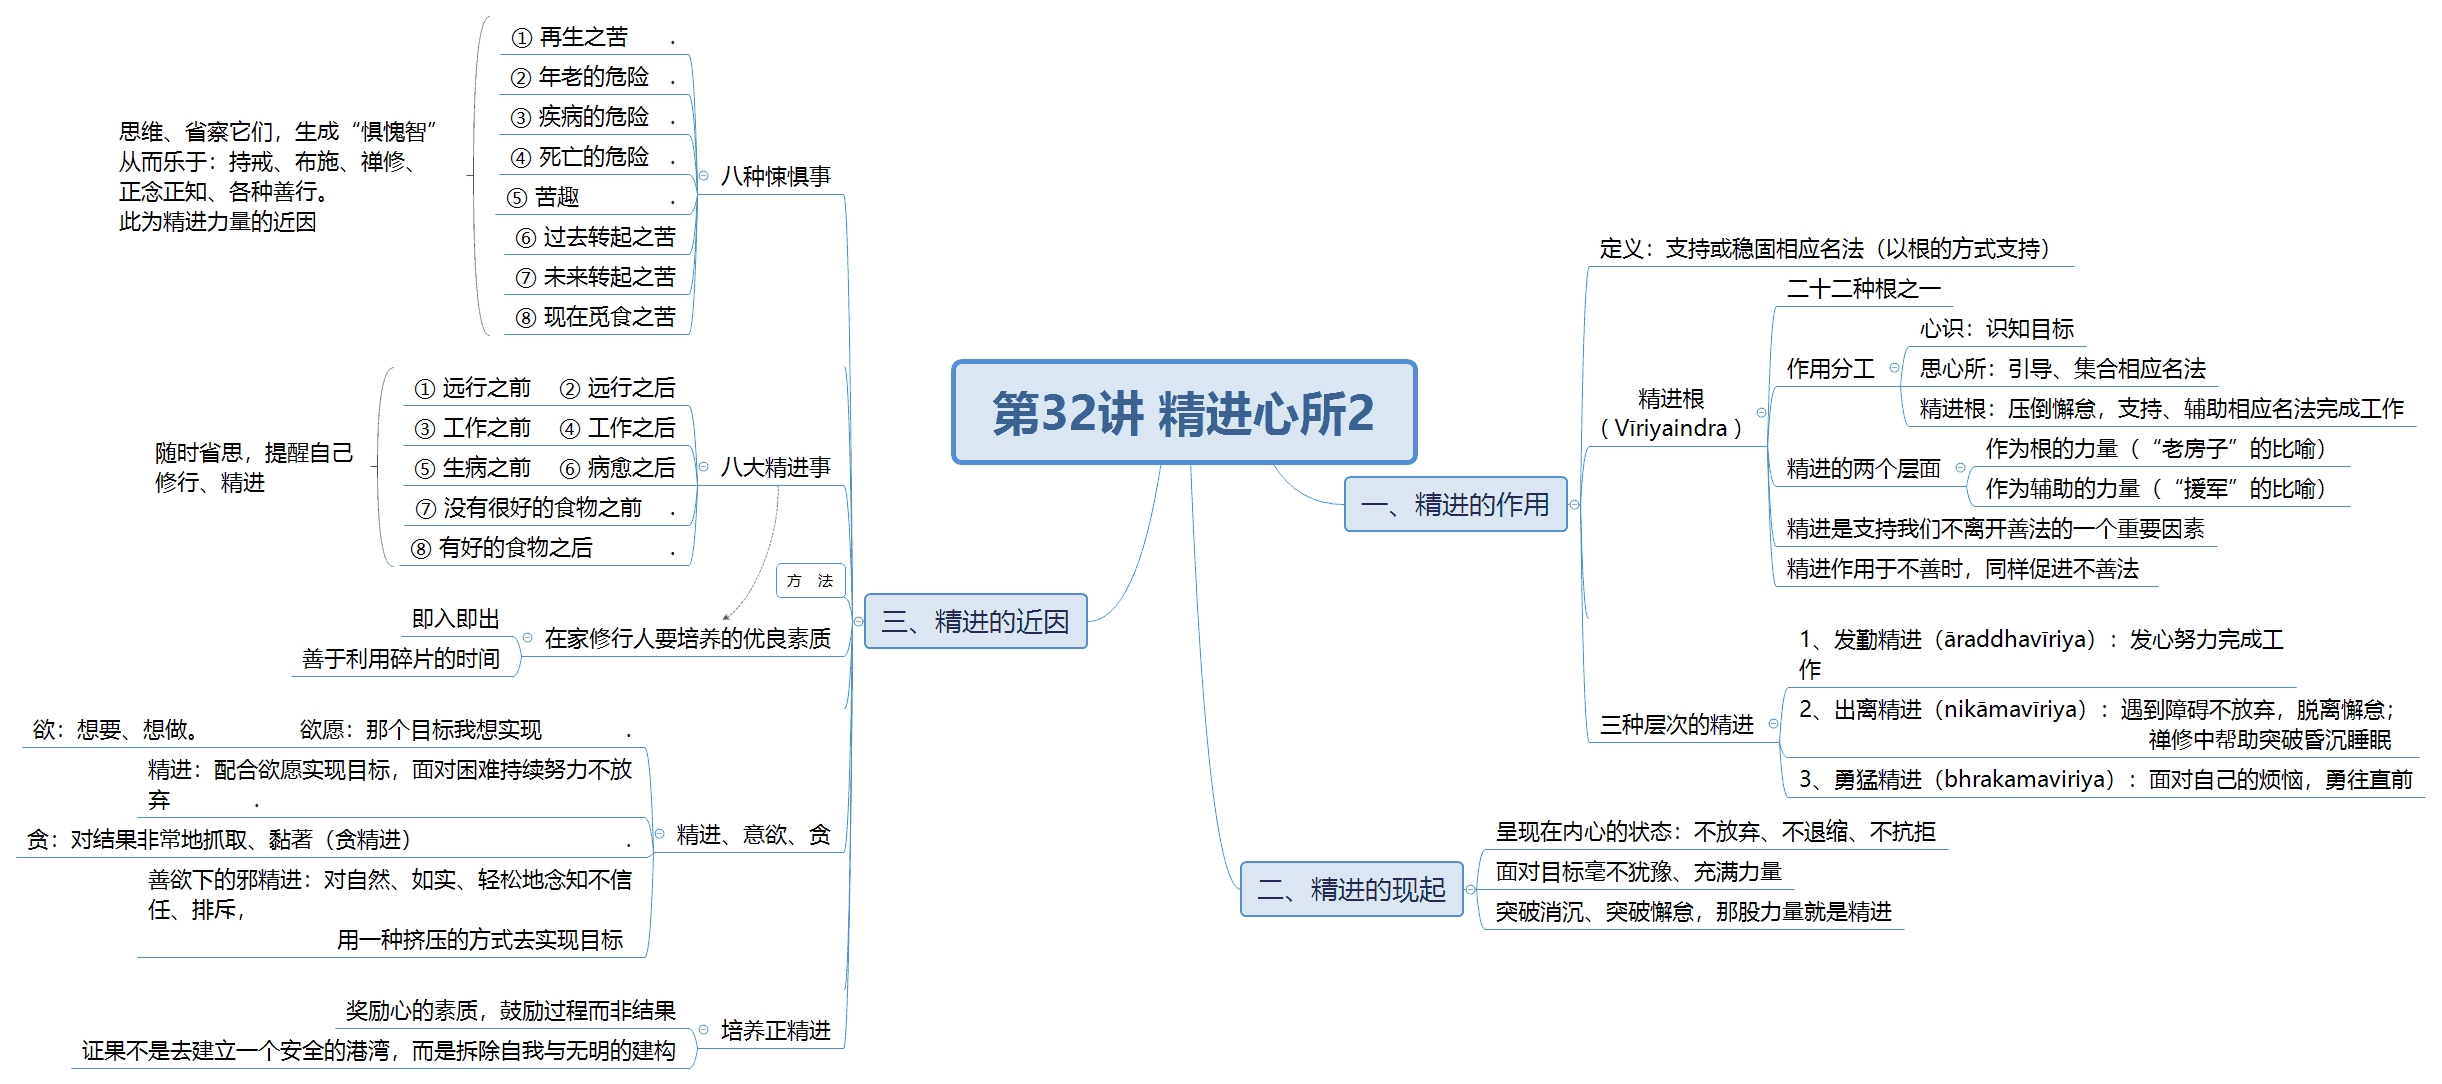 第32讲 精进心所2
一、精进的作用
定义：支持或稳固相应名法（以根的方式支持）
精进根
（Vīriyaindra）
二十二种根之一
作用分工
心识：识知目标
思心所：引导、集合相应名法
精进根：压倒懈怠，支持、辅助相应名法完成工作
精进的两个层面
作为根的力量（“老房子”的比喻）
作为辅助的力量（“援军”的比喻）
精进是支持我们不离开善法的一个重要因素
精进作用于不善时，同样促进不善法
三种层次的精进
1、发勤精进（āraddhavīriya）：发心努力完成工
作
2、出离精进（nikāmavīriya）：遇到障碍不放弃，脱离懈怠；
禅修中帮助突破昏沉睡眠
3、勇猛精进（bhrakamaviriya）：面对自己的烦恼，勇往直前
二、精进的现起
呈现在内心的状态：不放弃、不退缩、不抗拒
面对目标毫不犹豫、充满力量
突破消沉、突破懈怠，那股力量就是精进
三、精进的近因
八种悚惧事
① 再生之苦 .
② 年老的危险 .
③ 疾病的危险 .
④ 死亡的危险 .
⑤ 苦趣 .
⑥ 过去转起之苦
⑦ 未来转起之苦
⑧ 现在觅食之苦
思维、省察它们，生成“惧愧智”
从而乐于：持戒、布施、禅修、
正念正知、各种善行。
此为精进力量的近因
八大精进事
① 远行之前 ② 远行之后
③ 工作之前 ④ 工作之后
⑤ 生病之前 ⑥ 病愈之后
⑦ 没有很好的食物之前 .
⑧ 有好的食物之后 .
随时省思，提醒自己
修行、精进
方 法
在家修行人要培养的优良素质
即入即出
善于利用碎片的时间
精进、意欲、贪
欲：想要、想做。 欲愿：那个目标我想实现 .
精进：配合欲愿实现目标，面对困难持续努力不放
弃 .
贪：对结果非常地抓取、黏著（贪精进） .
善欲下的邪精进：对自然、如实、轻松地念知不信
任、排斥，
用一种挤压的方式去实现目标
培养正精进
奖励心的素质，鼓励过程而非结果
证果不是去建立一个安全的港湾，而是拆除自我与无明的建构